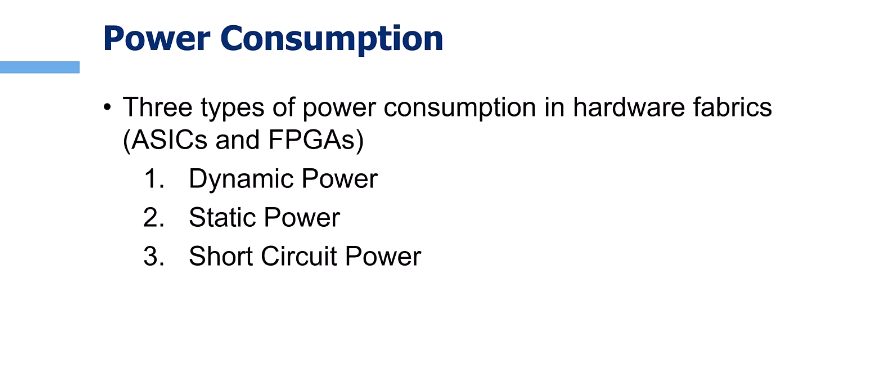 Power Consumption
• Three types of power consumption in hardware fabrics
(ASICs and FPGAs)
1. Dynamic Power
2. Static Power
3. Short Circuit Power